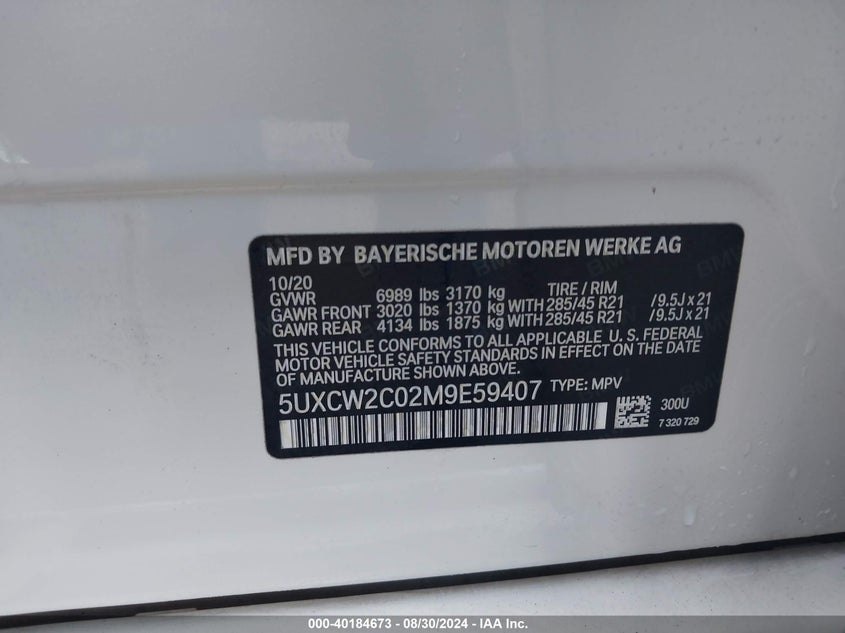 MFD BY BAYERISCHE MOTOREN WERKE AG
10/20
GVWR 6989 lbs 3170 kg TIRE / RIM
GAWR FRONT 3020 lbs 1370 kg WITH 285/45 R21 / 9.5J x 21
GAWR REAR 4134 lbs 1875 kg WITH 285/45 R21 / 9.5J x 21
THIS VEHICLE CONFORMS TO ALL APPLICABLE U. S. FEDERAL
MOTOR VEHICLE SAFETY STANDARDS IN EFFECT ON THE DATE
OF MANUFACTURE SHOWN ABOVE.
5UXCW2C02M9E59407 TYPE: MPV
300U
7 320 729
000-40184673 - 08/30/2024 - IAA Inc.